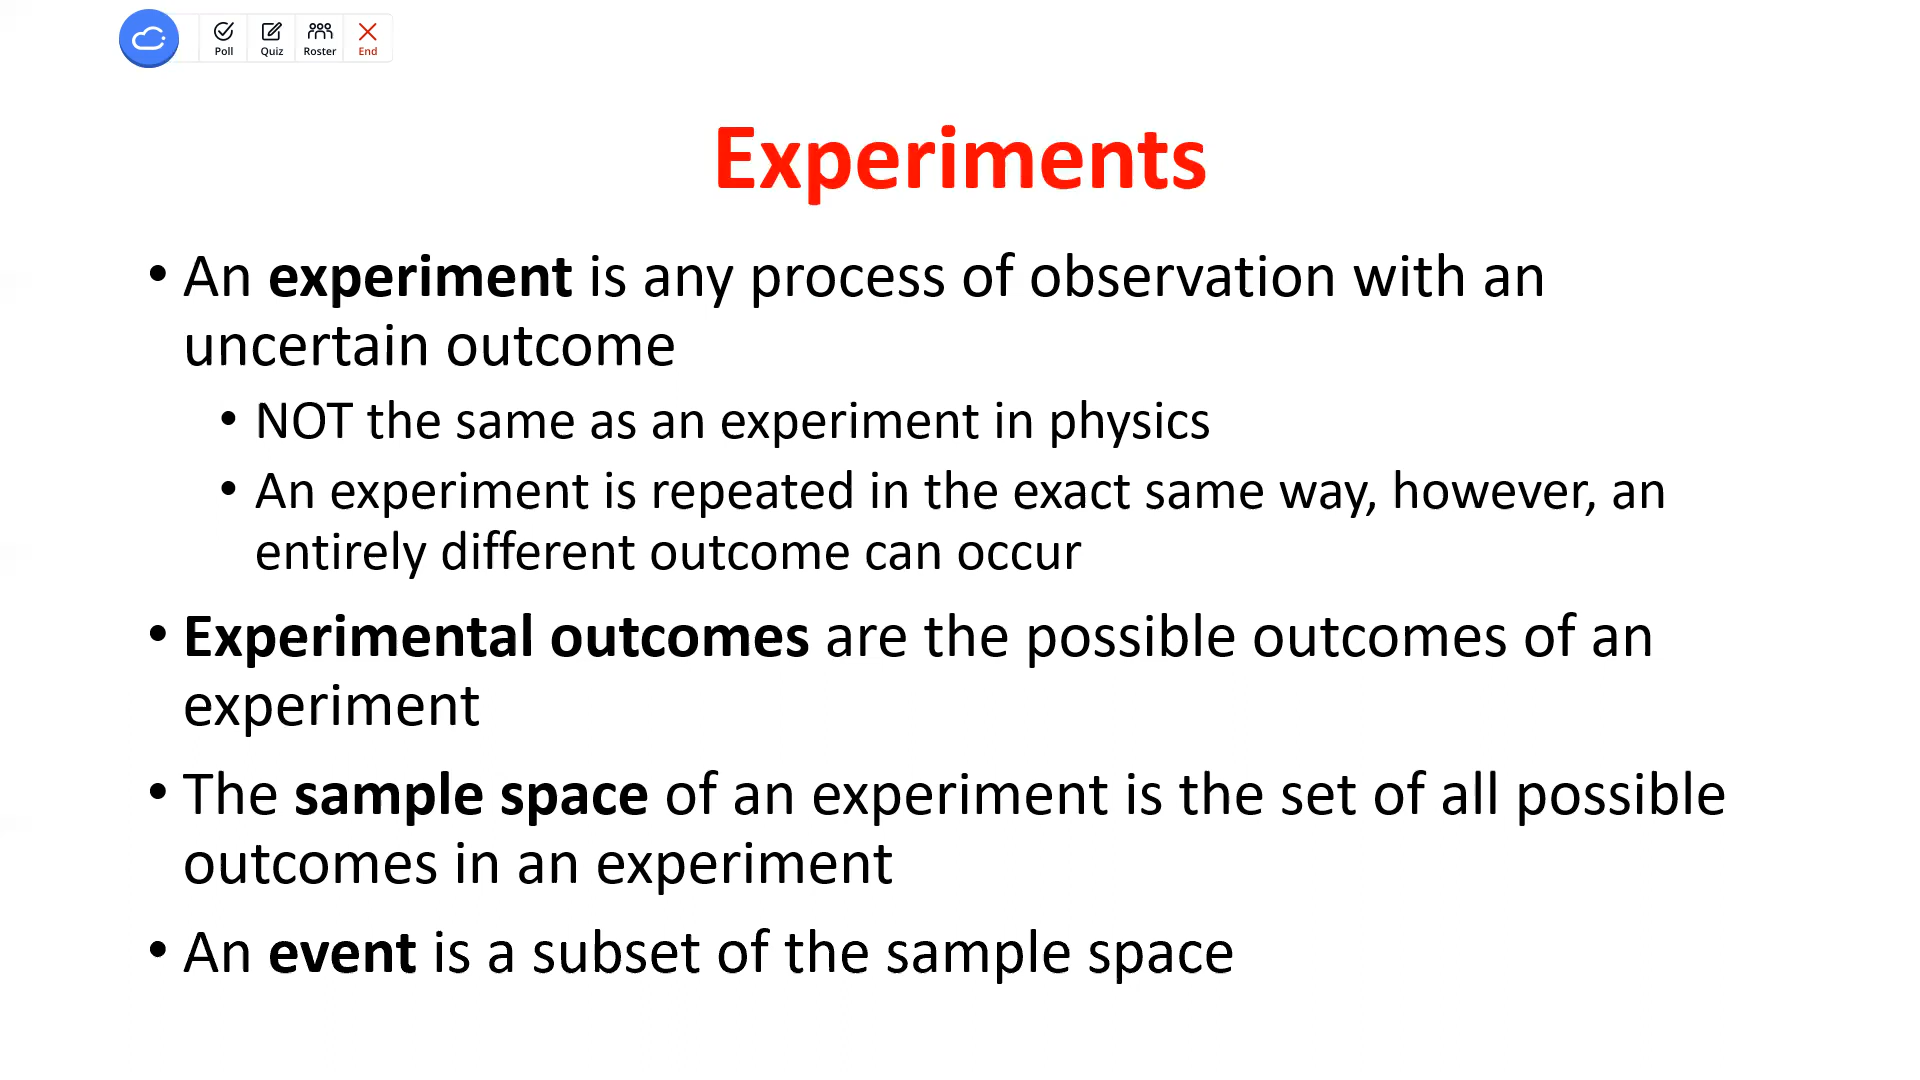 Poll Quiz Roster End
Experiments
• An experiment is any process of observation with an
uncertain outcome
• NOT the same as an experiment in physics
• An experiment is repeated in the exact same way, however, an
entirely different outcome can occur
• Experimental outcomes are the possible outcomes of an
experiment
• The sample space of an experiment is the set of all possible
outcomes in an experiment
• An event is a subset of the sample space